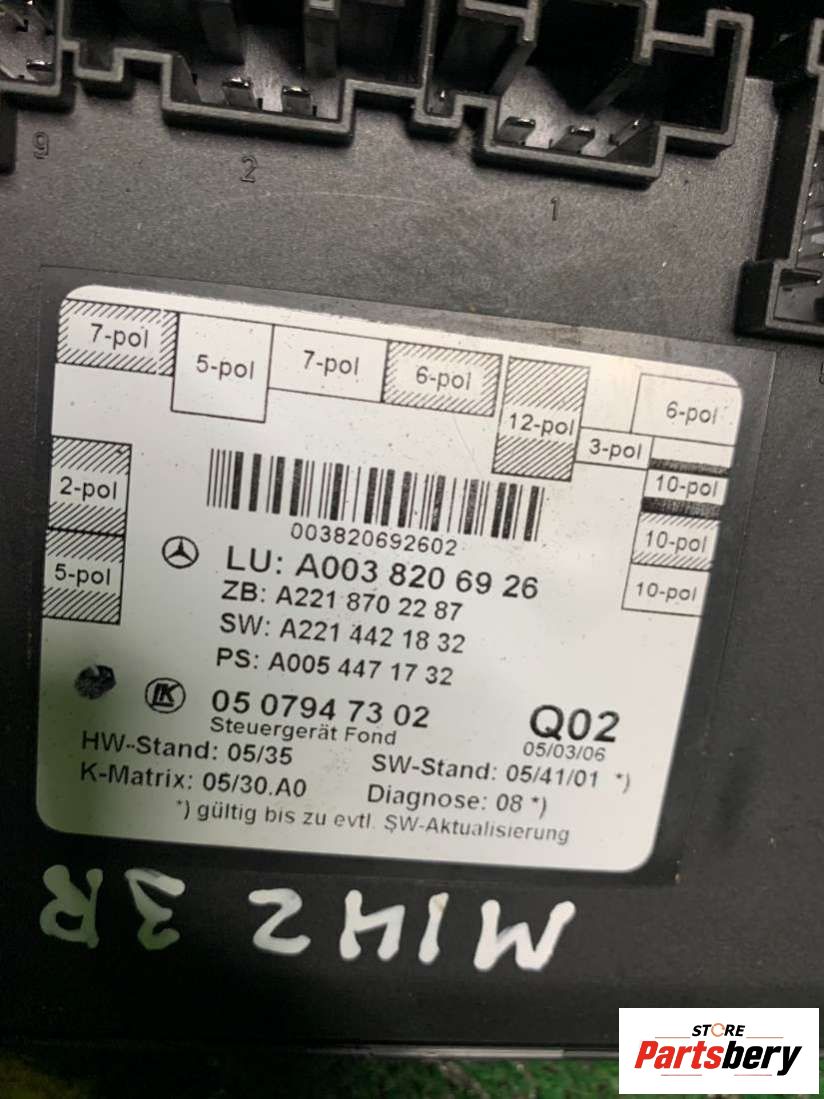 9
2
1
7-pol
5-pol
7-pol
6-pol
12-pol
3-pol
6-pol
10-pol
10-pol
10-pol
2-pol
5-pol
003820692602
LU: A003 820 69 26
ZB: A221 870 22 87
SW: A221 442 18 32
PS: A005 447 17 32
LK
05 0794 73 02
Steuergerät Fond
Q02
05/03/06
HW-Stand: 05/35
SW-Stand: 05/41/01 *)
K-Matrix: 05/30.A0
Diagnose: 08 *)
*) gültig bis zu evtl. SW-Aktualisierung
M142 3R
STORE
Partsbery